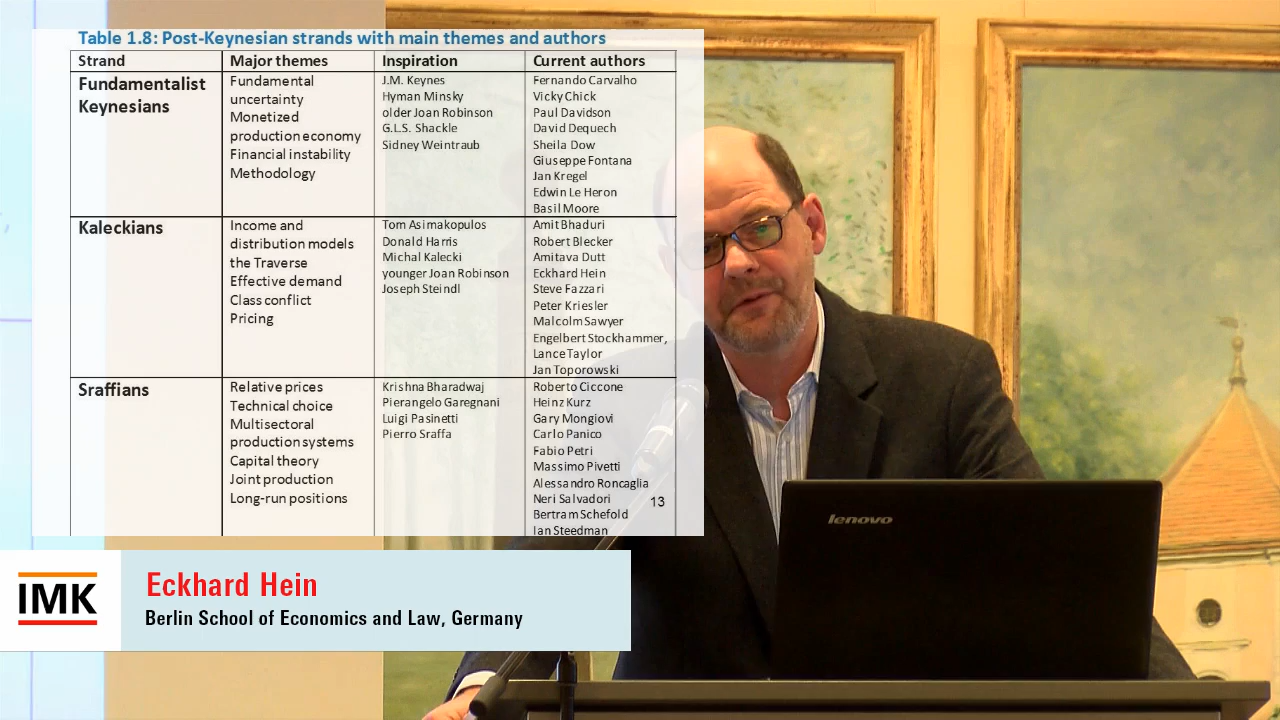 Table 1.8: Post-Keynesian strands with main themes and authors
Strand Major themes Inspiration Current authors
Fundamentalist
Keynesians
Fundamental
uncertainty
Monetized
production economy
Financial instability
Methodology
J.M. Keynes
Hyman Minsky
older Joan Robinson
G.L.S. Shackle
Sidney Weintraub
Fernando Carvalho
Vicky Chick
Paul Davidson
David Dequech
Sheila Dow
Giuseppe Fontana
Jan Kregel
Edwin Le Heron
Basil Moore
Kaleckians
Income and
distribution models
the Traverse
Effective demand
Class conflict
Pricing
Tom Asimakopulos
Donald Harris
Michal Kalecki
younger Joan Robinson
Joseph Steindl
Amit Bhaduri
Robert Blecker
Amitava Dutt
Eckhard Hein
Steve Fazzari
Peter Kriesler
Malcolm Sawyer
Engelbert Stockhammer,
Lance Taylor
Jan Toporowski
Sraffians
Relative prices
Technical choice
Multisectoral
production systems
Capital theory
Joint production
Long-run positions
Krishna Bharadwaj
Pierangelo Garegnani
Luigi Pasinetti
Pierro Sraffa
Roberto Ciccone
Heinz Kurz
Gary Mongiovi
Carlo Panico
Fabio Petri
Massimo Pivetti
Alessandro Roncaglia
Neri Salvadori
Bertram Schefold
Ian Steedman
13
IMK
Eckhard Hein
Berlin School of Economics and Law, Germany
lenovo